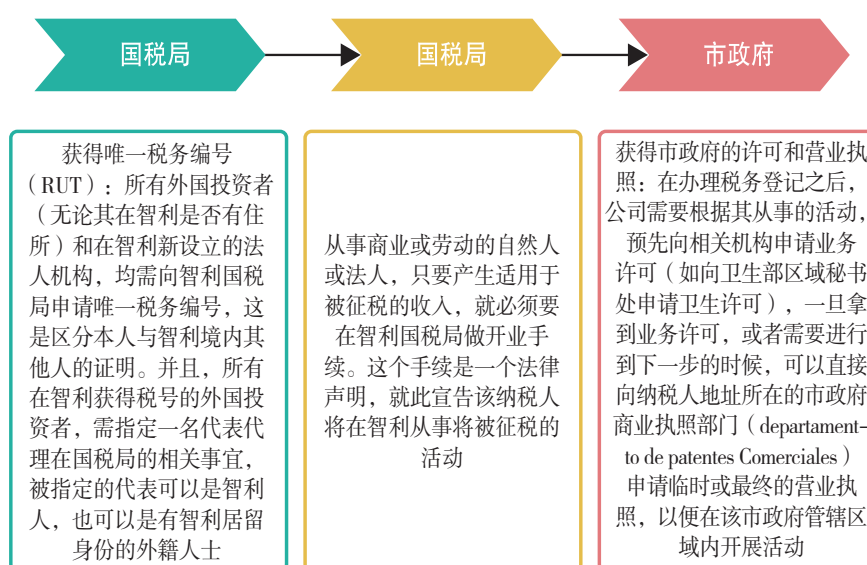 国税局
国税局
市政府
获得唯一税务编号
（RUT）：所有外国投资者
（无论其在智利是否有住
所）和在智利新设立的法
人机构，均需向智利国税
局申请唯一税务编号，这
是区分本人与智利境内其
他人的证明。并且，所有
在智利获得税号的外国投
资者，需指定一名代表代
理在国税局的相关事宜，
被指定的代表可以是智利
人，也可以是有智利居留
身份的外籍人士
从事商业或劳动的自然人
或法人，只要产生适用于
被征税的收入，就必须要
在智利国税局做开业手
续。这个手续是一个法律
声明，就此宣告该纳税人
将在智利从事将被征税的
活动
获得市政府的许可和营业执
照：在办理税务登记之后，
公司需要根据其从事的活动，
预先向相关机构申请业务
许可（如向卫生部区域秘书
处申请卫生许可），一旦拿
到业务许可，或者需要进行
到下一步的时候，可以直接
向纳税人地址所在的市政府
商业执照部门（departament-
to de patentes Comerciales）
申请临时或最终的营业执
照，以便在该市政府管辖区
域内开展活动